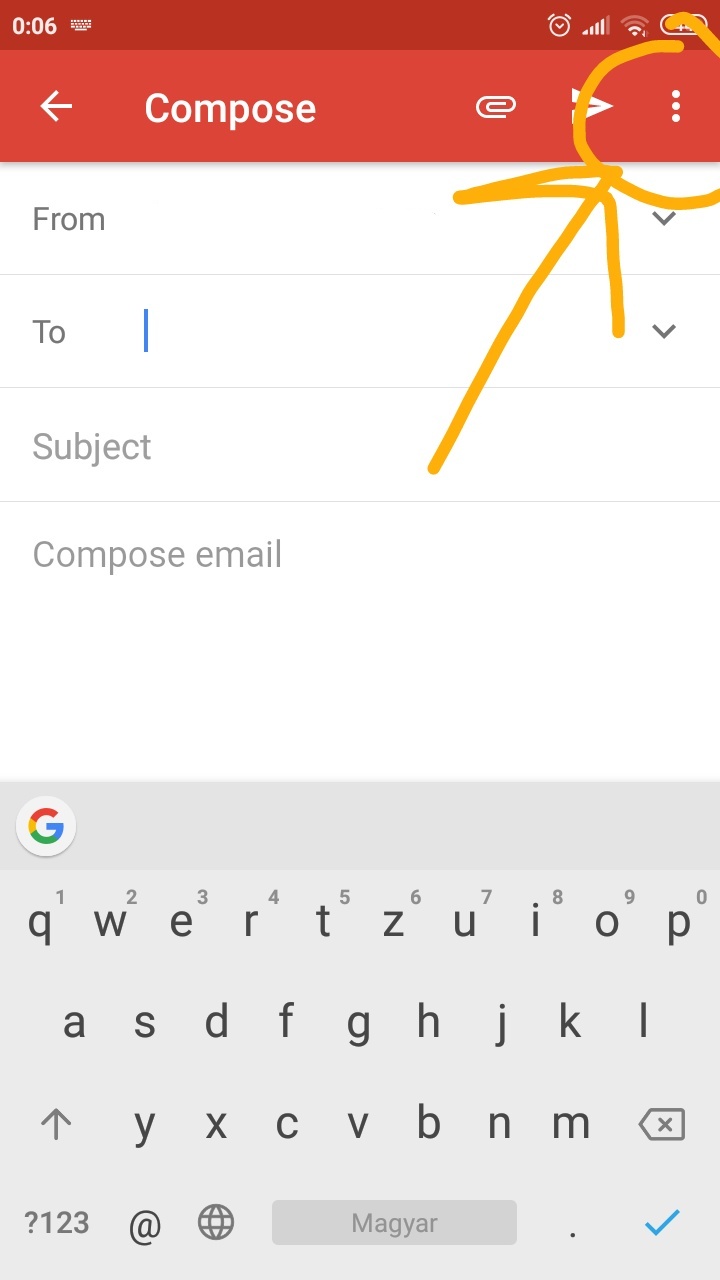 0:06
Compose
From
To
Subject
Compose email
G
1 2 3 4 5 6 7 8 9 0
q w e r t z u i o p
a s d f g h j k l
y x c v b n m
?123 @ Magyar .